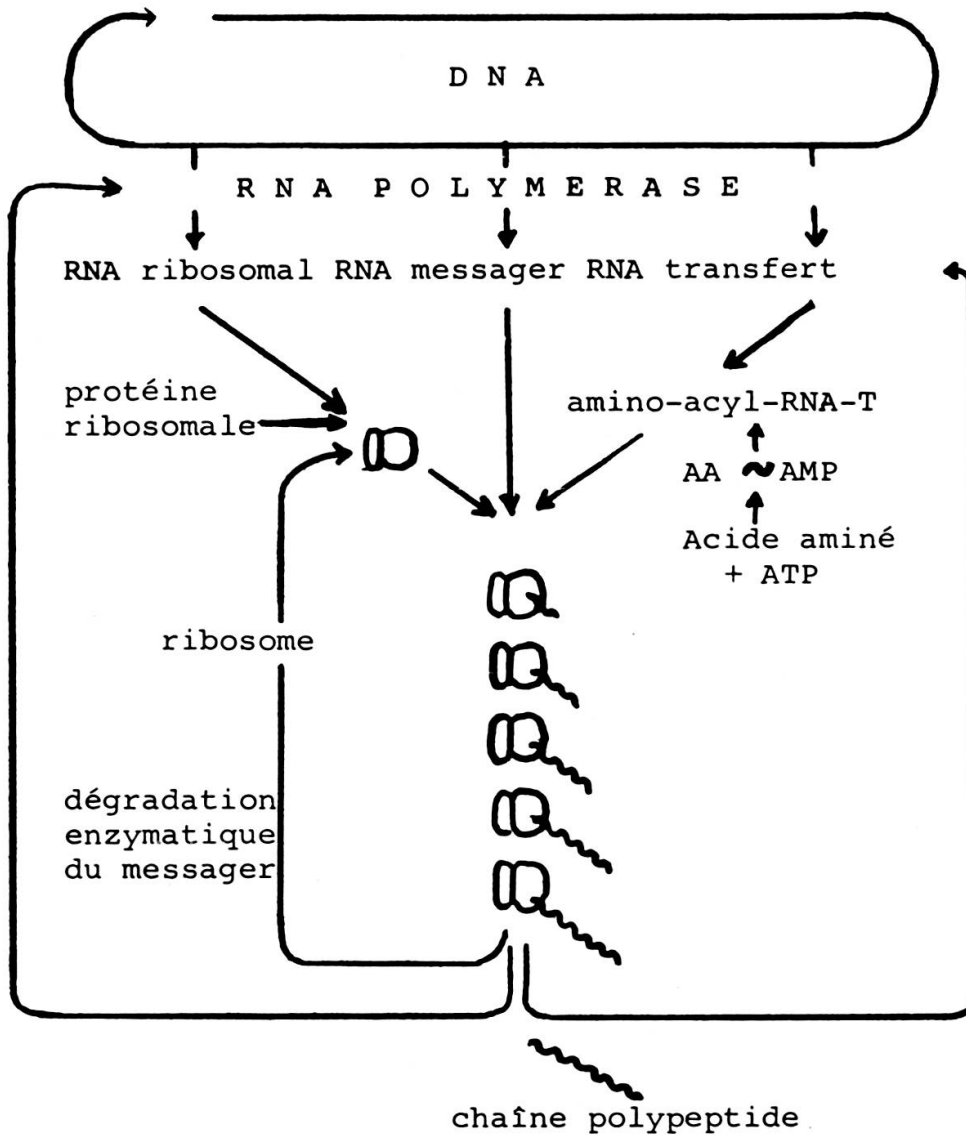 D N A
R N A P O L Y M E R A S E
RNA ribosomal RNA messager RNA transfert
protéine
ribosomale
amino-acyl-RNA-T
AA ~ AMP
Acide aminé
+ ATP
ribosome
dégradation
enzymatique
du messager
chaîne polypeptide